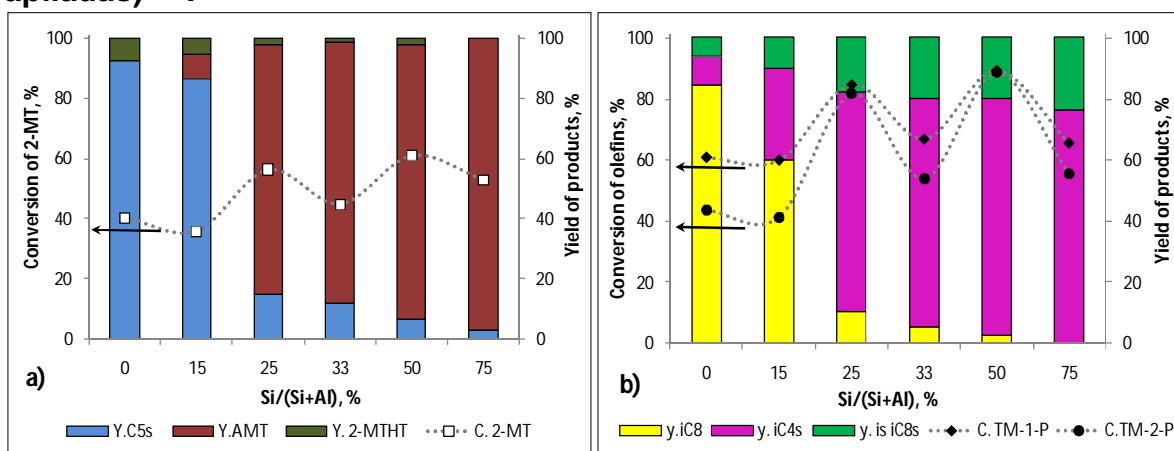 100
80
60
40
20
0
Conversion of 2-MT, %
100
80
60
40
20
0
Yield of products, %
0 15 25 33 50 75
a)
Si/(Si+Al), %
Y.C5s Y.AMT Y. 2-MTHT C. 2-MT
100
80
60
40
20
0
Conversion of olefins, %
100
80
60
40
20
0
Yield of products, %
0 15 25 33 50 75
b)
Si/(Si+Al), %
y. iC8 y. iC4s y. is iC8s C.TM-1-P C.TM-2-P